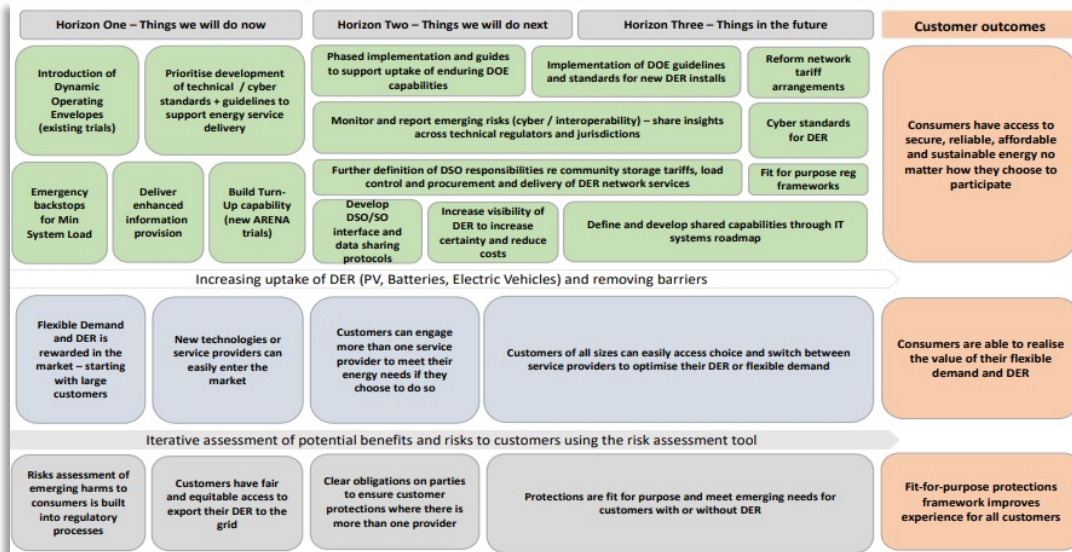 Horizon One – Things we will do now
Horizon Two – Things we will do next
Horizon Three – Things in the future
Customer outcomes
Introduction of
Dynamic
Operating
Envelopes
(existing trials)
Prioritise development
of technical / cyber
standards + guidelines to
support energy service
delivery
Phased implementation and guides
to support uptake of enduring DOE
capabilities
Implementation of DOE guidelines
and standards for new DER installs
Reform network
tariff
arrangements
Monitor and report emerging risks (cyber / interoperability) – share insights
across technical regulators and jurisdictions
Cyber standards
for DER
Consumers have access to
secure, reliable, affordable
and sustainable energy no
matter how they choose to
participate
Emergency
backstops
for Min
System Load
Deliver
enhanced
information
provision
Build Turn-
Up capability
(new ARENA
trials)
Further definition of DSO responsibilities re community storage tariffs, load
control and procurement and delivery of DER network services
Fit for purpose reg
frameworks
Develop
DSO/SO
interface and
data sharing
protocols
Increase visibility of
DER to increase
certainty and reduce
costs
Define and develop shared capabilities through IT
systems roadmap
Increasing uptake of DER (PV, Batteries, Electric Vehicles) and removing barriers
Flexible Demand
and DER is
rewarded in the
market – starting
with large
customers
New technologies or
service providers can
easily enter the
market
Customers can engage
more than one service
provider to meet their
energy needs if they
choose to do so
Customers of all sizes can easily access choice and switch between
service providers to optimise their DER or flexible demand
Consumers are able to realise
the value of their flexible
demand and DER
Iterative assessment of potential benefits and risks to customers using the risk assessment tool
Risks assessment of
emerging harms to
consumers is built
into regulatory
processes
Customers have fair
and equitable access to
export their DER to the
grid
Clear obligations on parties
to ensure customer
protections where there is
more than one provider
Protections are fit for purpose and meet emerging needs for
customers with or without DER
Fit-for-purpose protections
framework improves
experience for all customers